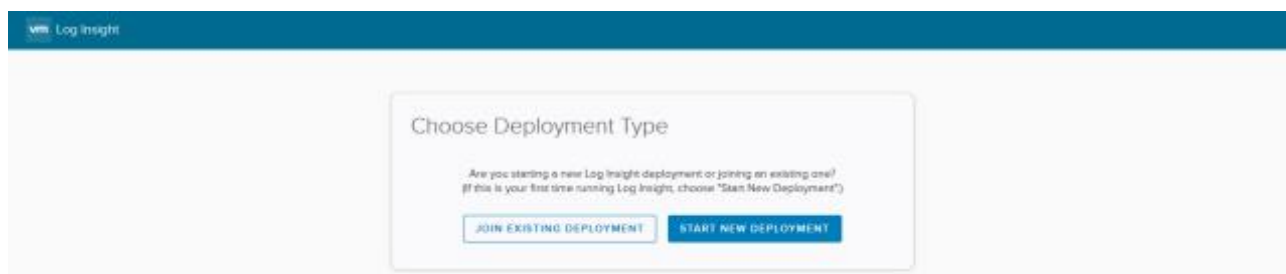 vm Log Insight
Choose Deployment Type
Are you starting a new Log Insight deployment or joining an existing one?
(If this is your first time running Log Insight, choose "Start New Deployment".)
JOIN EXISTING DEPLOYMENT START NEW DEPLOYMENT